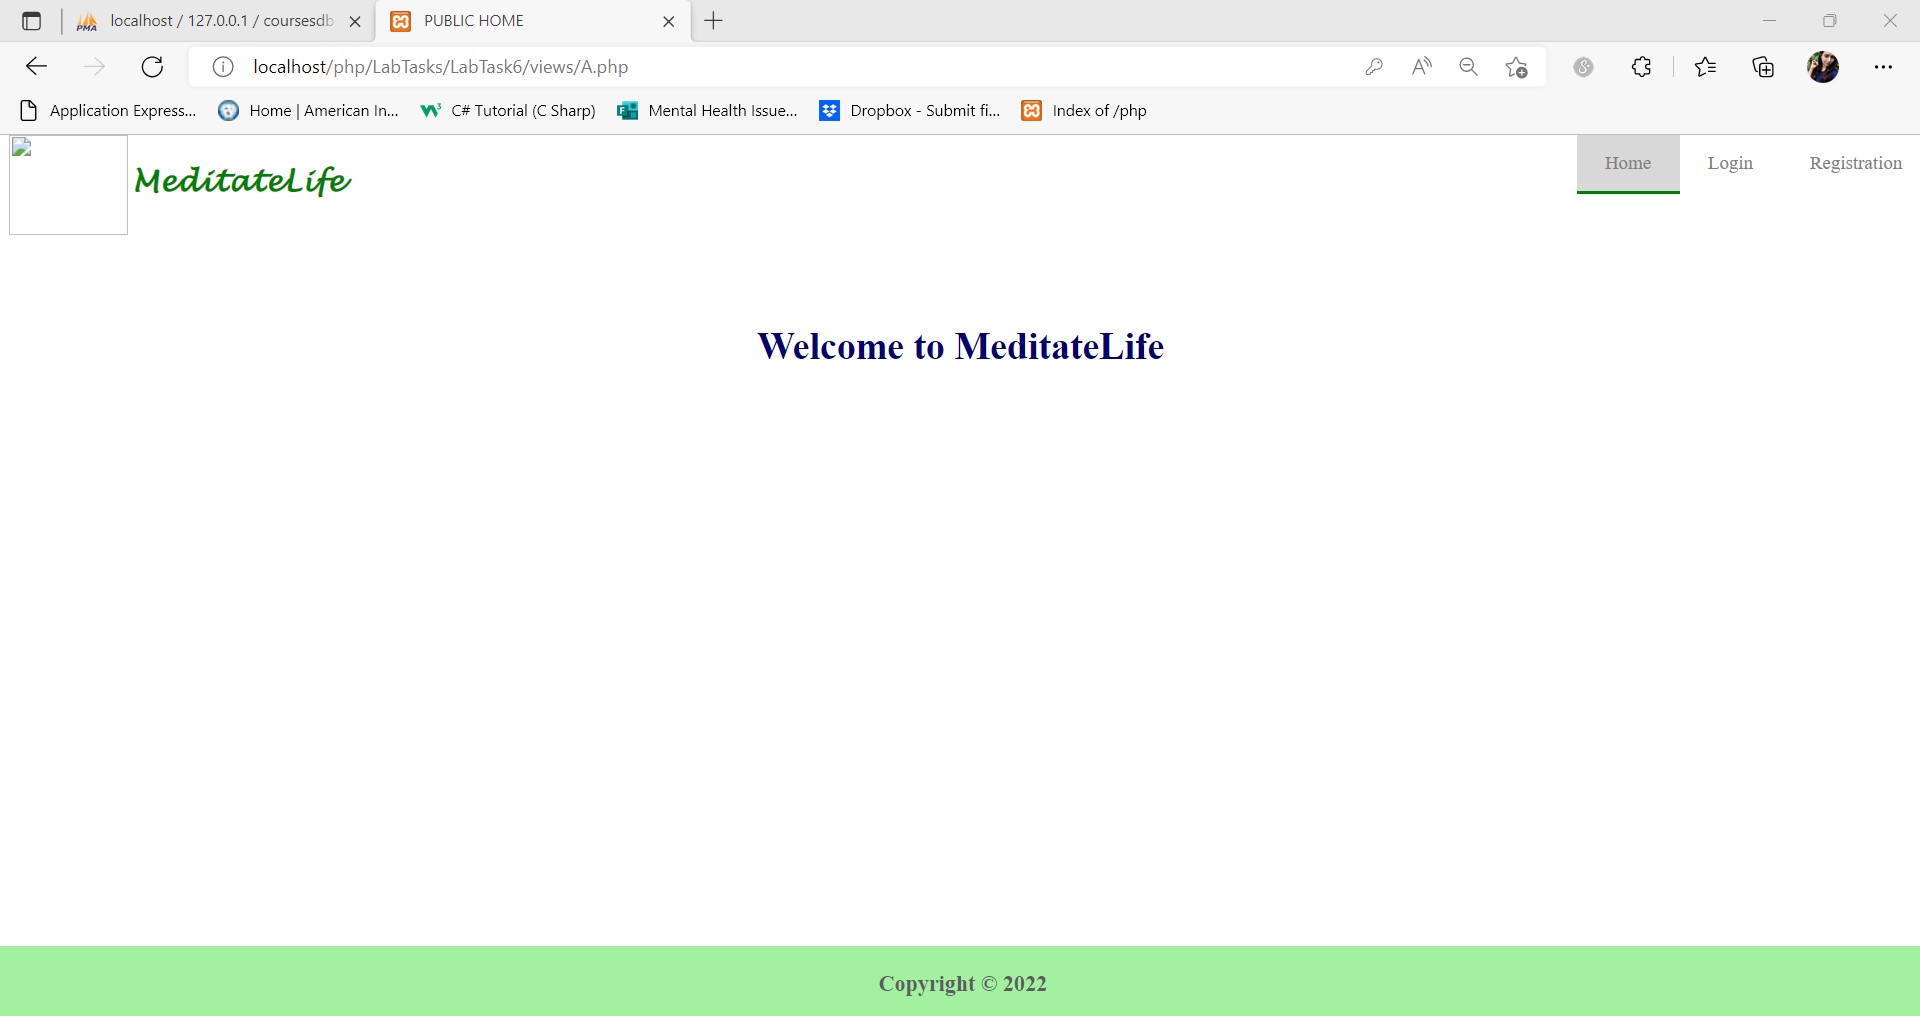 localhost / 127.0.0.1 / coursesdb
PUBLIC HOME
localhost/php/LabTasks/LabTask6/views/A.php
Application Express...
Home | American In...
C# Tutorial (C Sharp)
Mental Health Issue...
Dropbox - Submit fi...
Index of /php
MeditateLife
Home
Login
Registration
Welcome to MeditateLife
Copyright © 2022